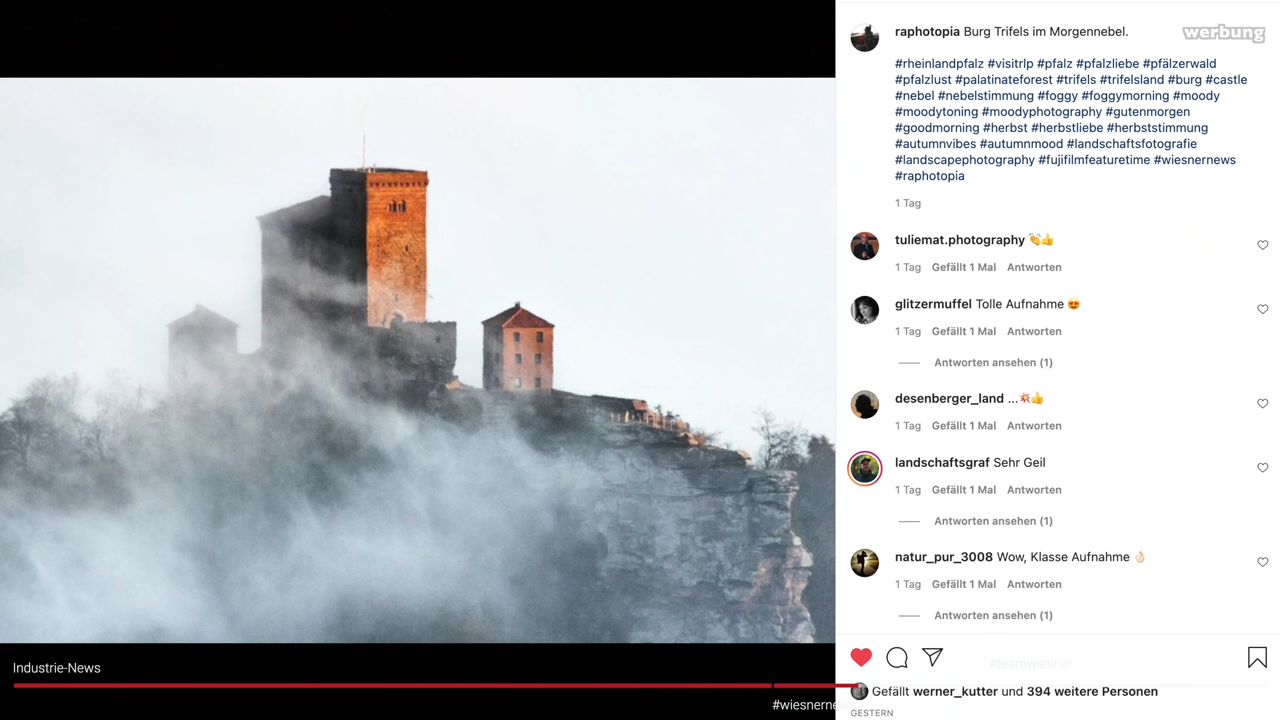 raphotopia Burg Trifels im Morgennebel.
werbung
#rheinlandpfalz #visitrlp #pfalz #pfalzliebe #pfälzerwald
#pfalzlust #palatinateforest #trifels #trifelsland #burg #castle
#nebel #nebelstimmung #foggy #foggymorning #moody
#moodytoning #moodyphotography #gutenmorgen
#goodmorning #herbst #herbstliebe #herbststimmung
#autumnvibes #autumnmood #landschaftsfotografie
#landscapephotography #fujifilmfeaturetime #wiesnernews
#raphotopia
1 Tag
tuliemat.photography 👏👍
1 Tag Gefällt 1 Mal Antworten
glitzermuffel Tolle Aufnahme 😍
1 Tag Gefällt 1 Mal Antworten
Antworten ansehen (1)
desenberger_land ...💥👍
1 Tag Gefällt 1 Mal Antworten
landschaftsgraf Sehr Geil
1 Tag Gefällt 1 Mal Antworten
Antworten ansehen (1)
natur_pur_3008 Wow, Klasse Aufnahme 👌🏻
1 Tag Gefällt 1 Mal Antworten
Antworten ansehen (1)
#teamwiesner
Industrie-News
Gefällt werner_kutter und 394 weitere Personen
#wiesnernews
GESTERN